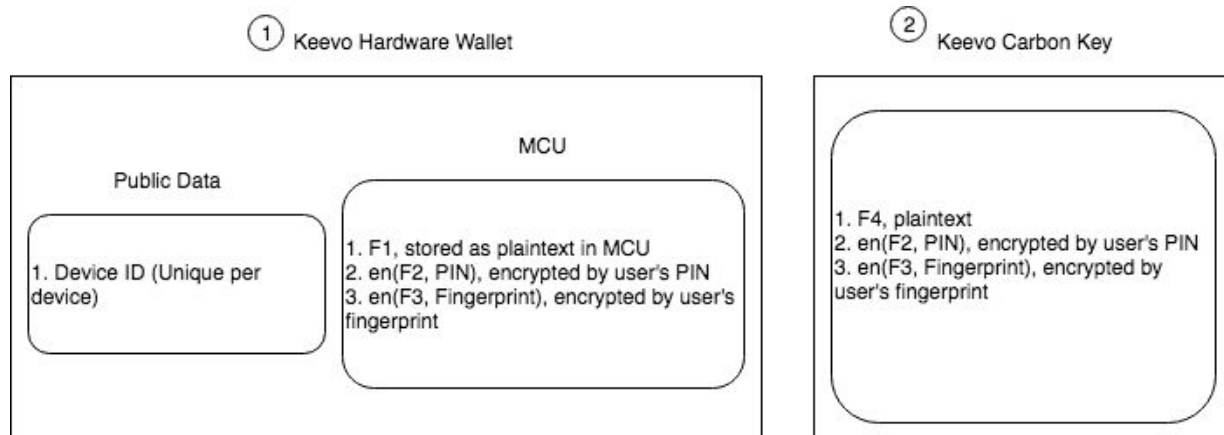 1 Keevo Hardware Wallet
2 Keevo Carbon Key
Public Data
1. Device ID (Unique per
device)
MCU
1. F1, stored as plaintext in MCU
2. en(F2, PIN), encrypted by user's PIN
3. en(F3, Fingerprint), encrypted by user's
fingerprint
1. F4, plaintext
2. en(F2, PIN), encrypted by user's PIN
3. en(F3, Fingerprint), encrypted by
user's fingerprint